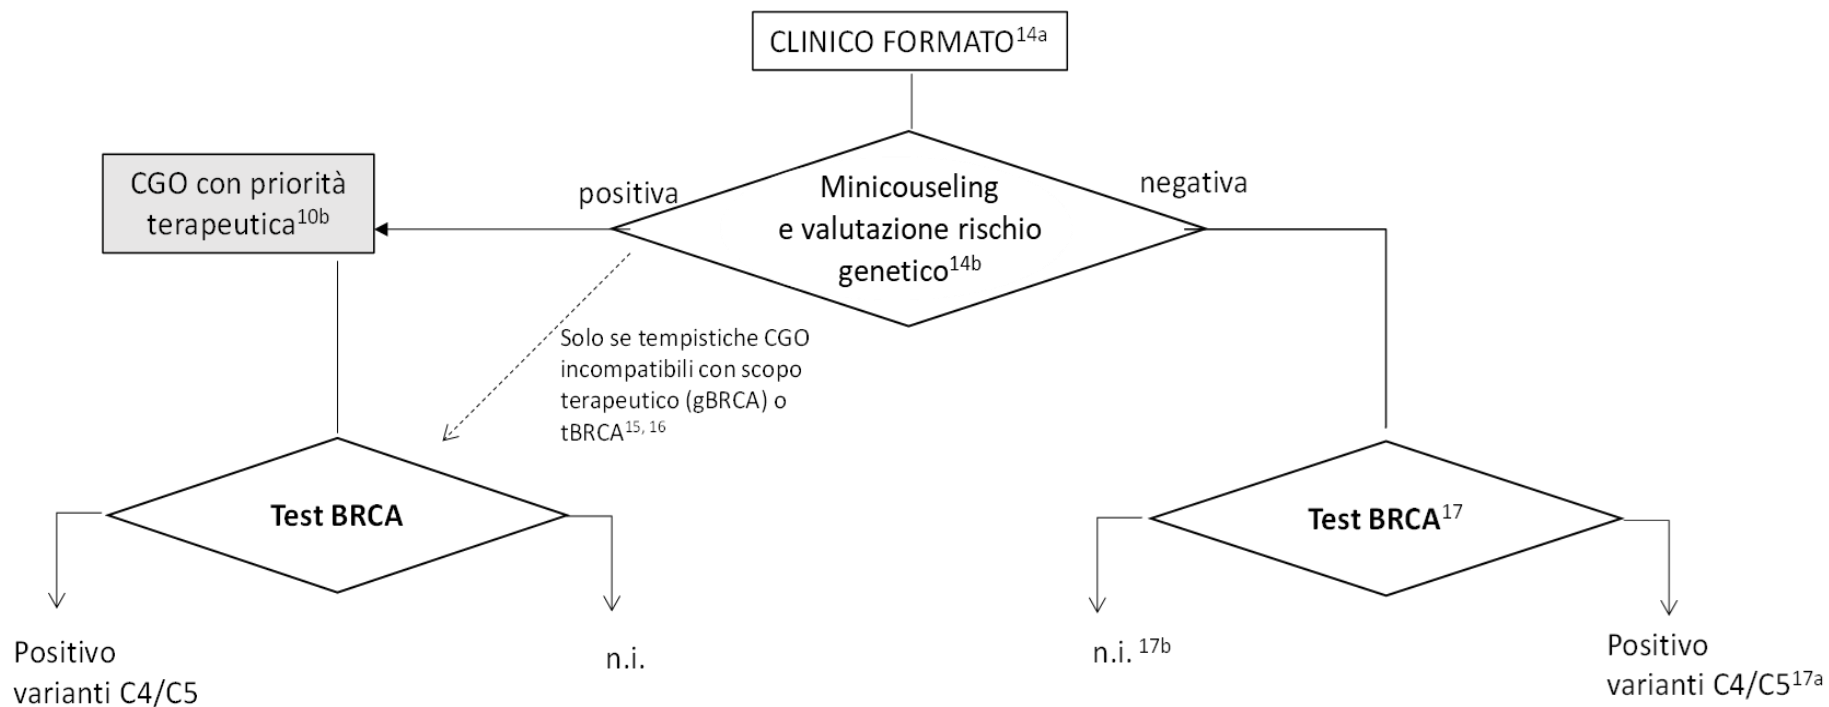 CLINICO FORMATO14a
CGO con priorità
terapeutica10b
positiva
Minicouseling
e valutazione rischio
genetico14b
negativa
Solo se tempistiche CGO
incompatibili con scopo
terapeutico (gBRCA) o
tBRCA15, 16
Test BRCA
Test BRCA17
Positivo
varianti C4/C5
n.i.
n.i. 17b
Positivo
varianti C4/C517a